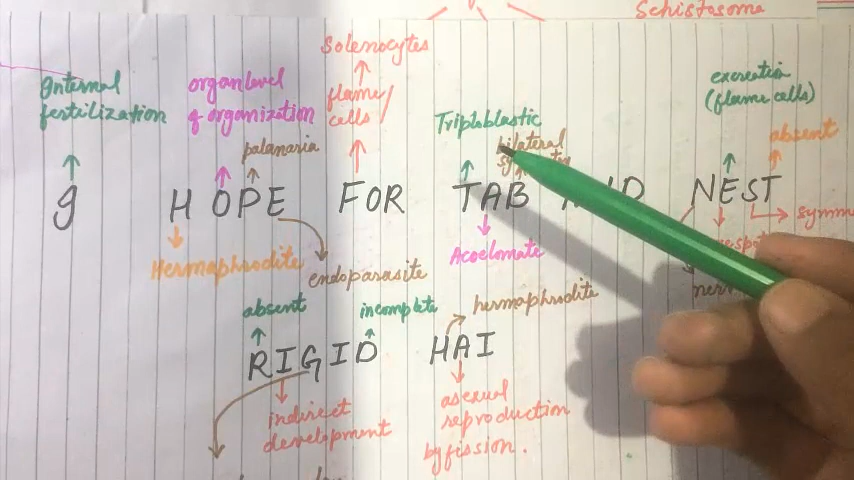 Schistosoma
Solenocytes
Internal
fertilization
organ level
of organization
flame/
cells/
excretion
(flame cells)
Triploblastic
bilateral
absent
palanaria
g HOPE FOR TAB NEST
symm
Hermaphrodite
endoparasite
Acoelomate
absent
incomplete
hermaphrodite
RIGID HAI
indirect
development
asexual
reproduction
by fission.